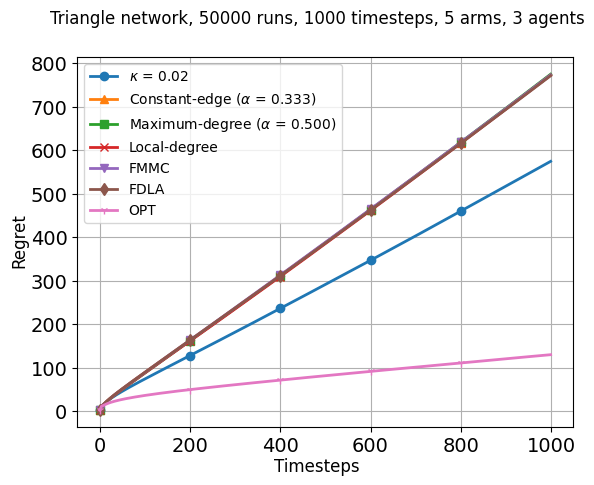 Triangle network, 50000 runs, 1000 timesteps, 5 arms, 3 agents
800
700
600
500
400
300
200
100
0
Regret
κ = 0.02
Constant-edge (α = 0.333)
Maximum-degree (α = 0.500)
Local-degree
FMMC
FDLA
OPT
0 200 400 600 800 1000
Timesteps